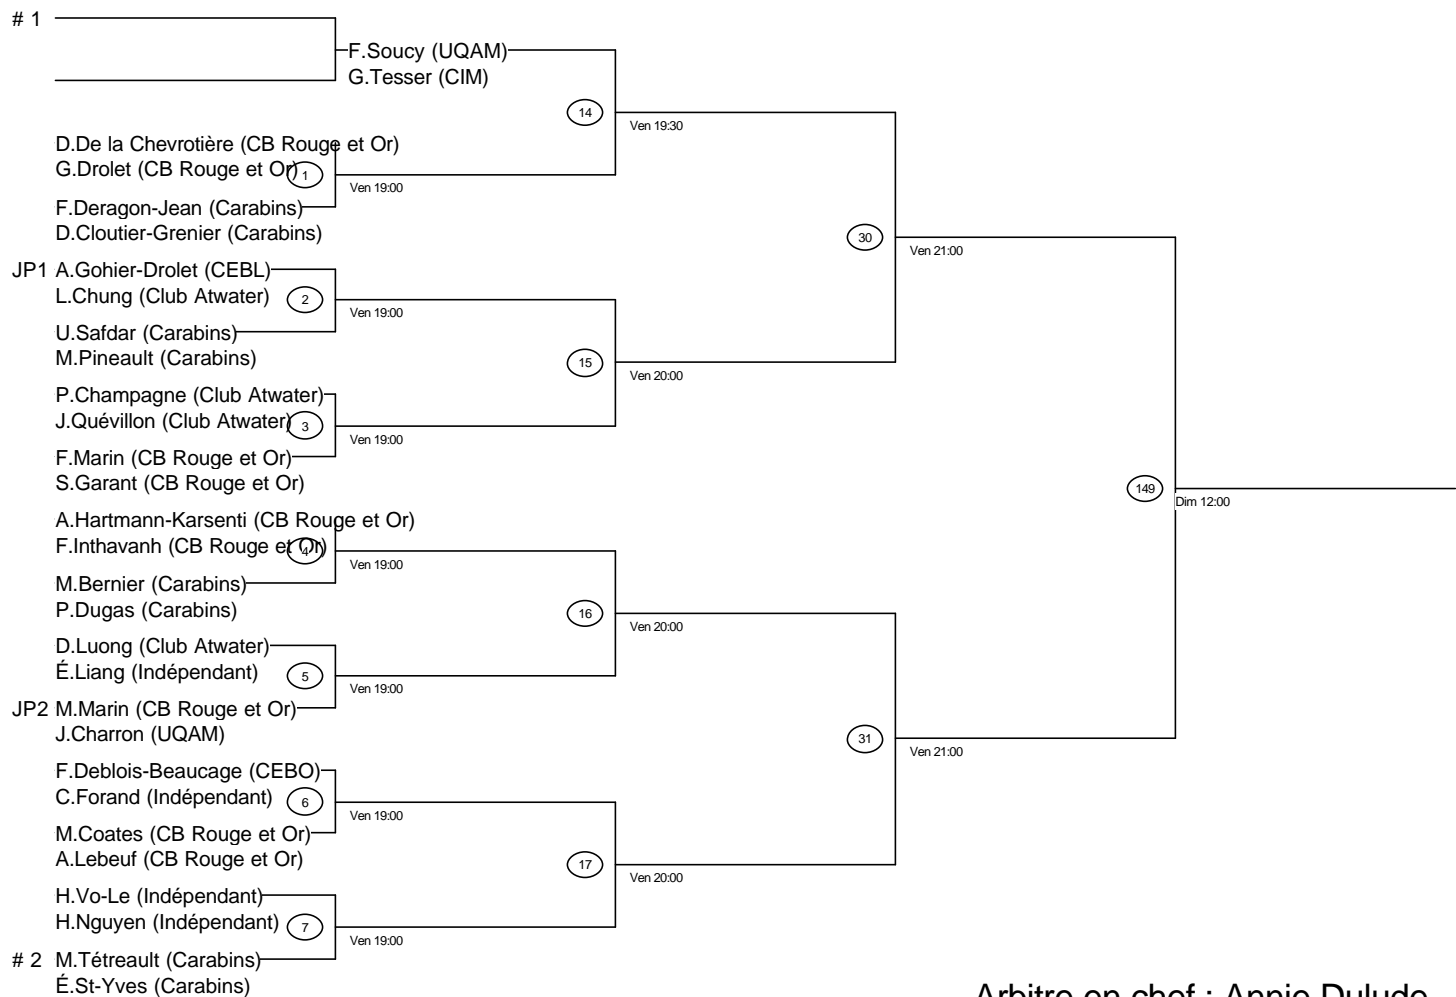 # 1
F.Soucy (UQAM)
G.Tesser (CIM)
14
Ven 19:30
D.De la Chevrotière (CB Rouge et Or)
G.Drolet (CB Rouge et Or)
1
Ven 19:00
F.Deragon-Jean (Carabins)
D.Cloutier-Grenier (Carabins)
30
Ven 21:00
JP1 A.Gohier-Drolet (CEBL)
L.Chung (Club Atwater)
2
Ven 19:00
U.Safdar (Carabins)
M.Pineault (Carabins)
15
Ven 20:00
P.Champagne (Club Atwater)
J.Quévillon (Club Atwater)
3
Ven 19:00
F.Marin (CB Rouge et Or)
S.Garant (CB Rouge et Or)
149
Dim 12:00
A.Hartmann-Karsenti (CB Rouge et Or)
F.Inthavanh (CB Rouge et Or)
4
Ven 19:00
M.Bernier (Carabins)
P.Dugas (Carabins)
16
Ven 20:00
D.Luong (Club Atwater)
É.Liang (Indépendant)
5
Ven 19:00
JP2 M.Marin (CB Rouge et Or)
J.Charron (UQAM)
31
Ven 21:00
F.Deblois-Beaucage (CEBO)
C.Forand (Indépendant)
6
Ven 19:00
M.Coates (CB Rouge et Or)
A.Lebeuf (CB Rouge et Or)
17
Ven 20:00
H.Vo-Le (Indépendant)
H.Nguyen (Indépendant)
7
Ven 19:00
# 2 M.Tétreault (Carabins)
É.St-Yves (Carabins)
Arbitre en chef : Annie Dulude